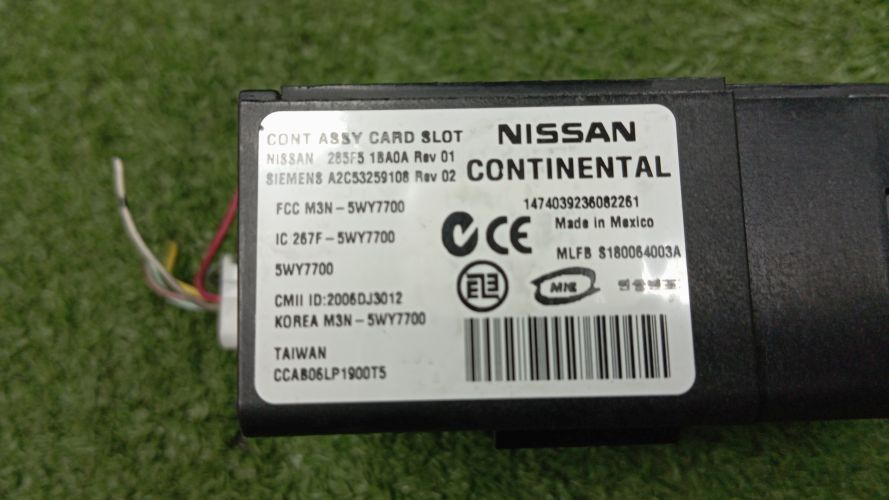 CONT ASSY CARD SLOT
NISSAN 285F5 1BA0A Rev 01
SIEMENS A2C53259108 Rev 02
NISSAN
CONTINENTAL
FCC M3N-5WY7700
IC 267F-5WY7700
5WY7700
CMII ID:2006DJ3012
KOREA M3N-5WY7700
TAIWAN
CCAB06LP1900T5
1474039236082261
Made in Mexico
CE
MLFB S180064003A